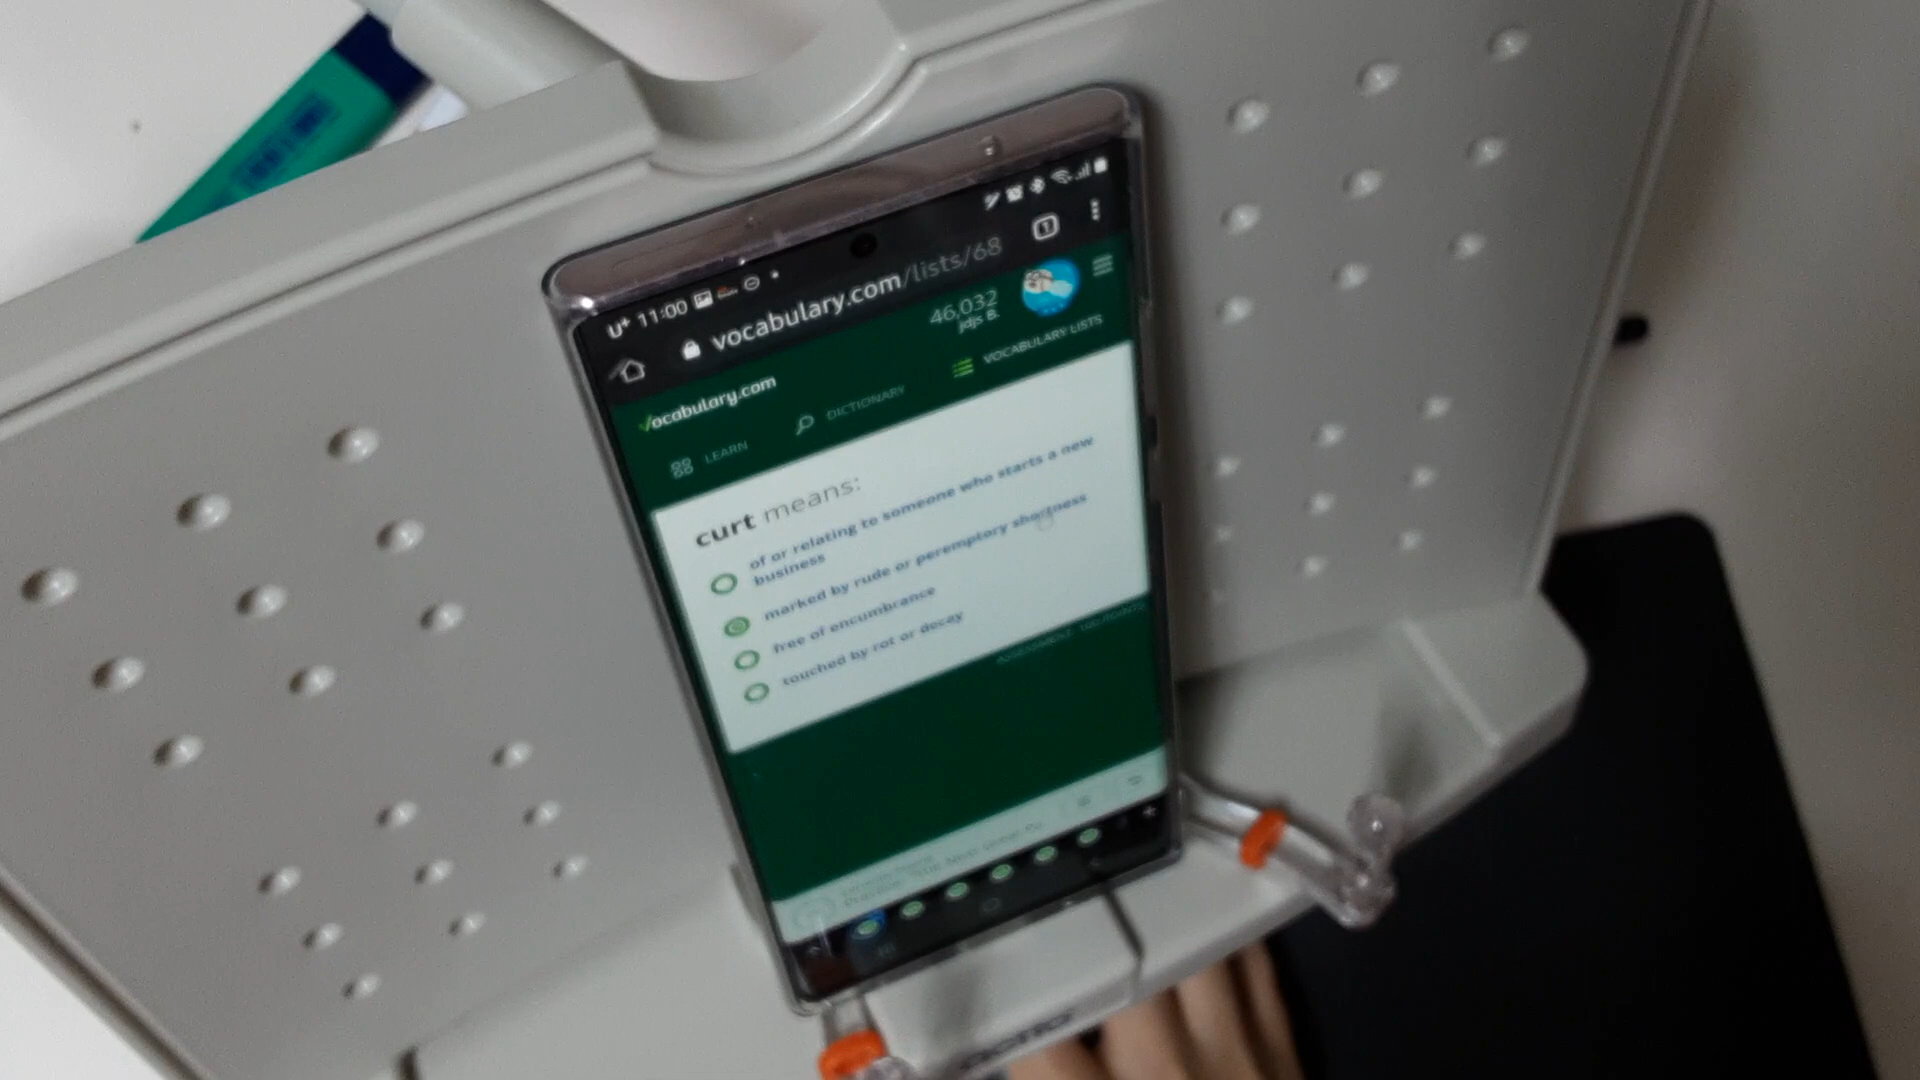 U+ 11:00
vocabulary.com/lists/68
1
46,032
jdjs B.
Vocabulary.com
LEARN
DICTIONARY
VOCABULARY LISTS
curt means:
of or relating to someone who starts a new
business
marked by rude or peremptory shortness
free of encumbrance
touched by rot or decay